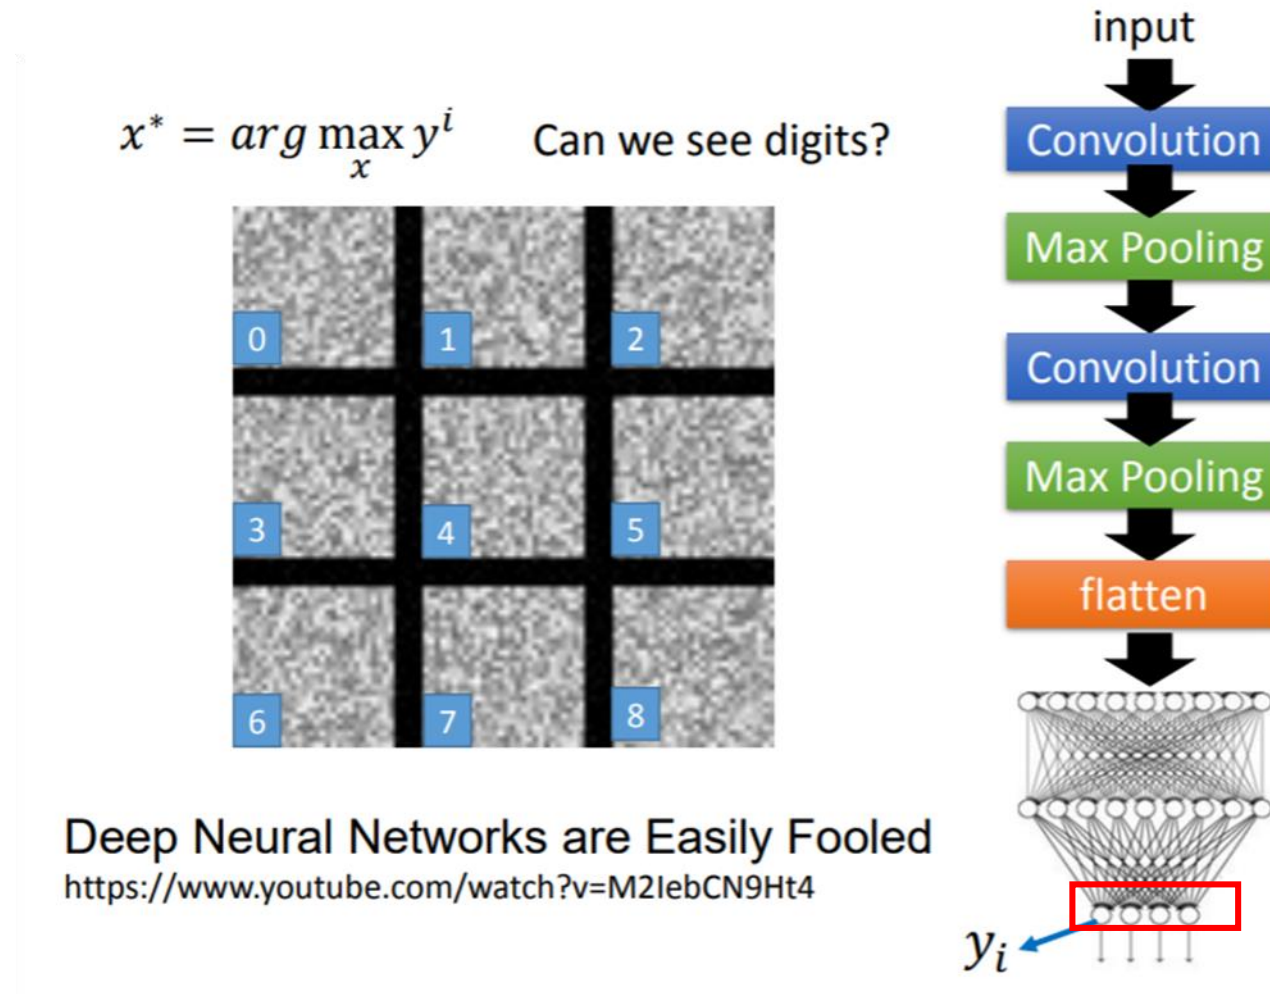 x* = arg max y^i
x
Can we see digits?
0 1 2
3 4 5
6 7 8
Deep Neural Networks are Easily Fooled
https://www.youtube.com/watch?v=M2IebCN9Ht4
input
Convolution
Max Pooling
Convolution
Max Pooling
flatten
y_i